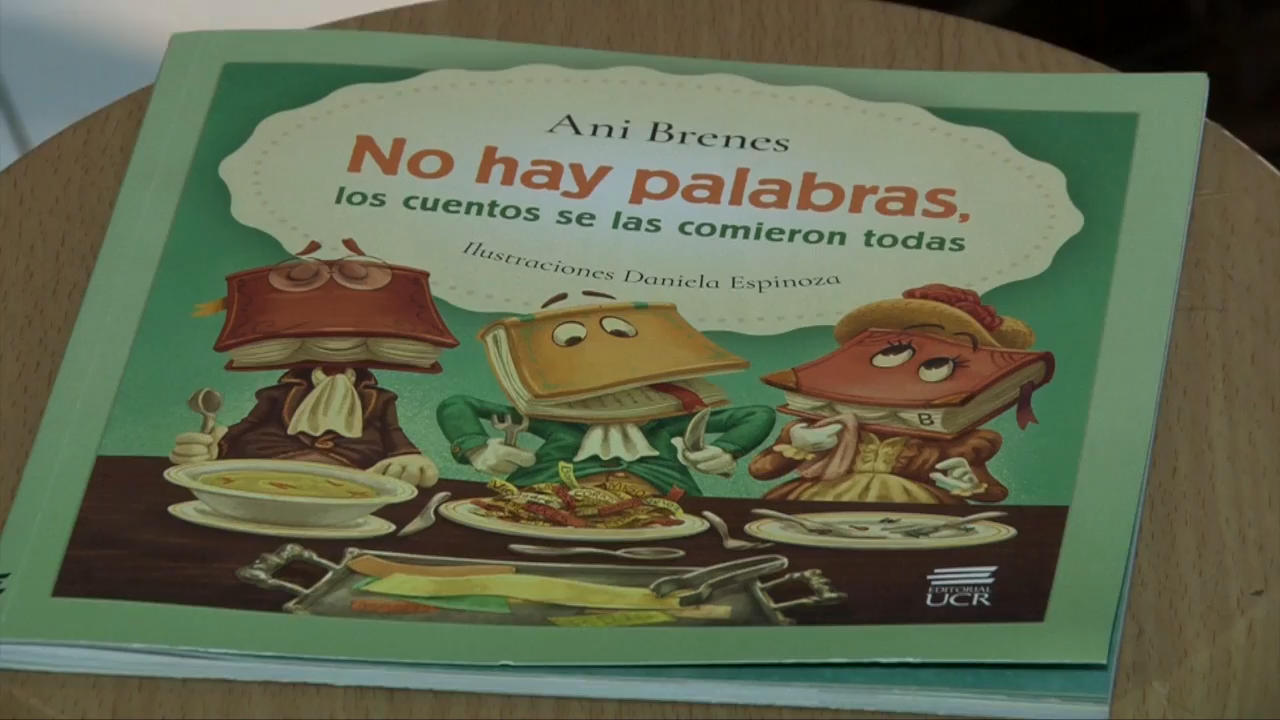 Ani Brenes
No hay palabras,
los cuentos se las comieron todas
Ilustraciones Daniela Espinoza
B
EDITORIAL
UCR